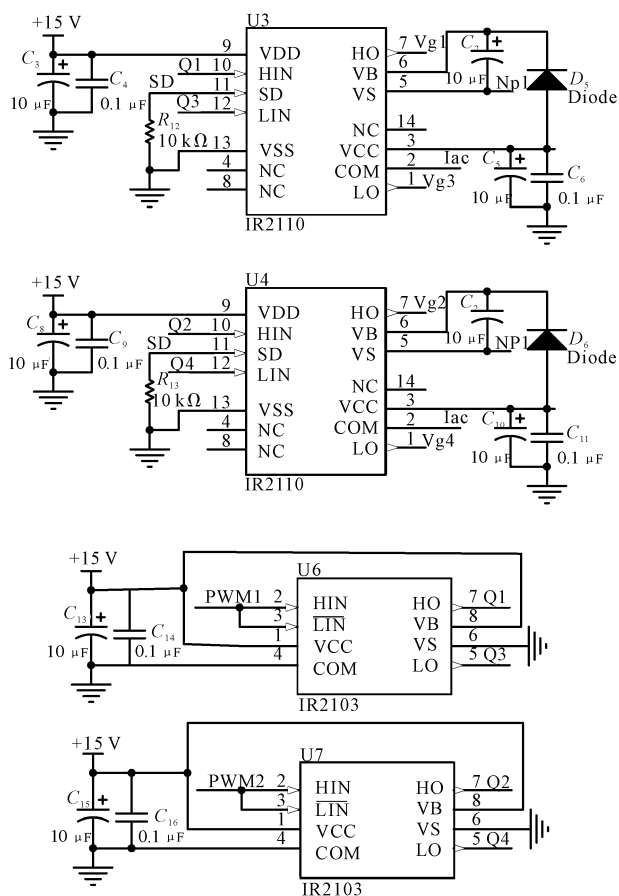 +15 V
U3
C3 +
10 μF
C4
0.1 μF
Q1
SD
Q3
R12
10 kΩ
9 VDD
10 HIN
11 SD
12 LIN
13 VSS
4 NC
8 NC
HO 7 Vg1
VB 6
VS 5 Np1
NC 14
VCC 3
COM 2 Iac
LO 1 Vg3
IR2110
+
10 μF
D5
Diode
C5 +
10 μF
C6
0.1 μF
+15 V
U4
C8 +
10 μF
C9
0.1 μF
Q2
SD
Q4
R13
10 kΩ
9 VDD
10 HIN
11 SD
12 LIN
13 VSS
4 NC
8 NC
HO 7 Vg2
VB 6
VS 5 NP1
NC 14
VCC 3
COM 2 Iac
LO 1 Vg4
IR2110
+
10 μF
D6
Diode
C10 +
10 μF
C11
0.1 μF
+15 V
U6
C13 +
10 μF
C14
0.1 μF
PWM1
2 HIN
3 LIN
1 VCC
4 COM
HO 7 Q1
VB 8
VS 6
LO 5 Q3
IR2103
+15 V
U7
C15 +
10 μF
C16
0.1 μF
PWM2
2 HIN
3 LIN
1 VCC
4 COM
HO 7 Q2
VB 8
VS 6
LO 5 Q4
IR2103